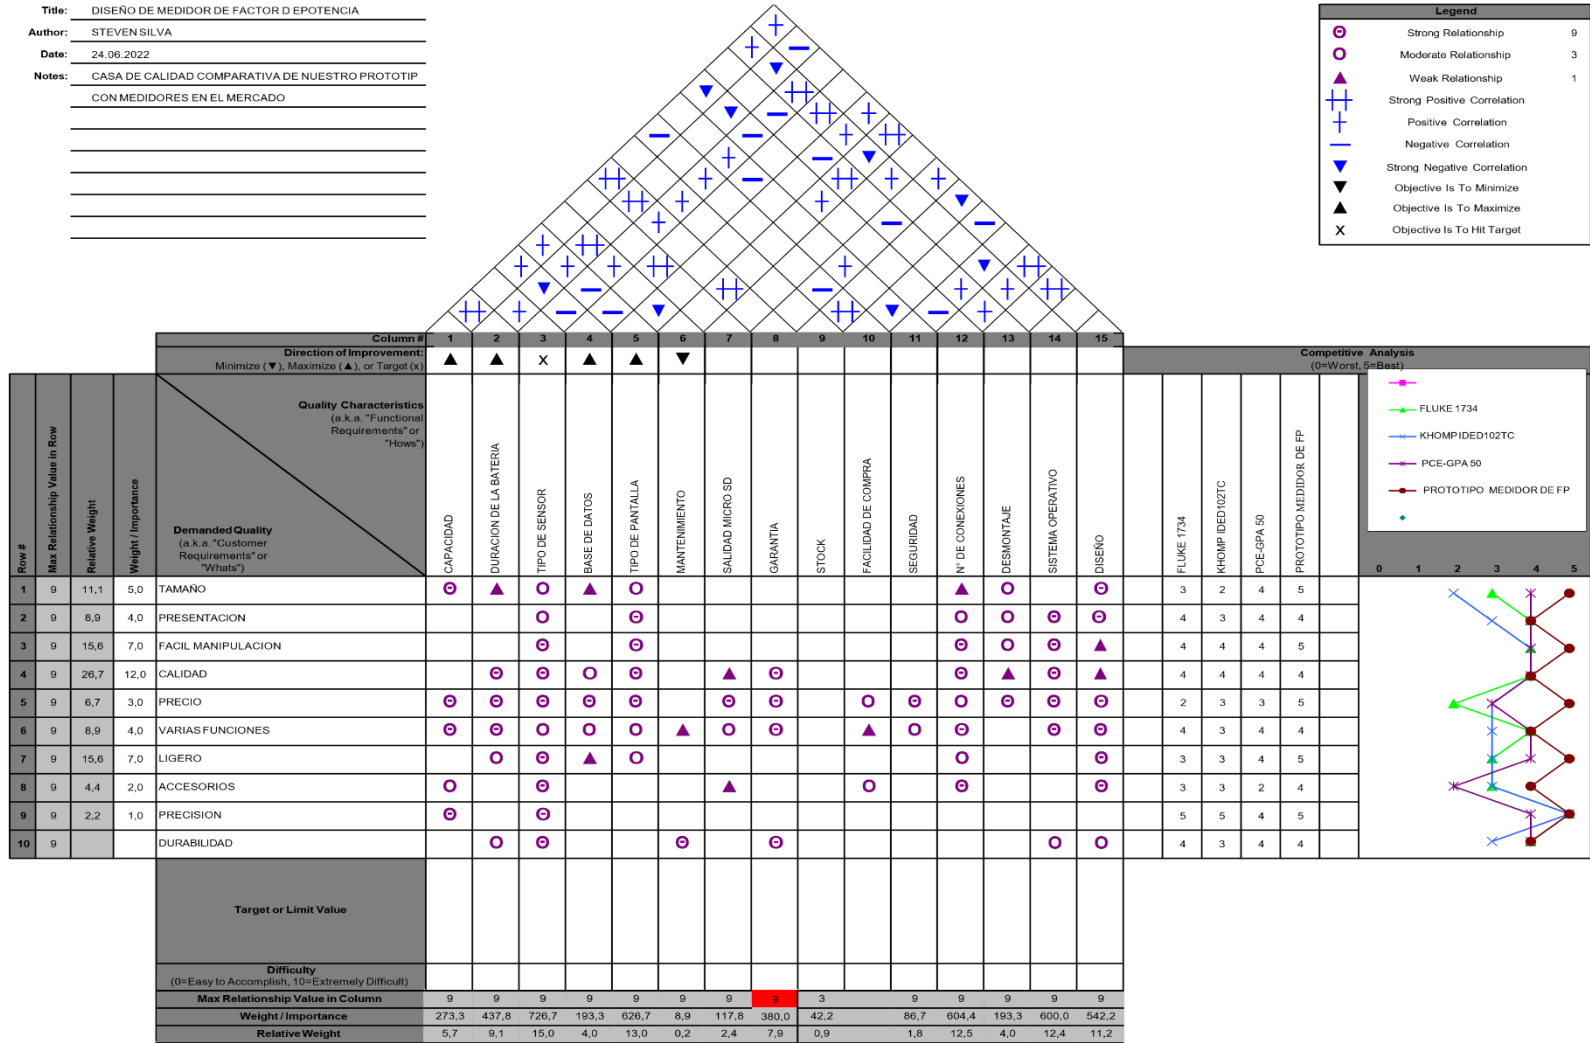 Title: DISEÑO DE MEDIDOR DE FACTOR D EPOTENCIA
Author: STEVEN SILVA
Date: 24.06.2022
Notes: CASA DE CALIDAD COMPARATIVA DE NUESTRO PROTOTIP
CON MEDIDORES EN EL MERCADO
Legend
Strong Relationship 9
Moderate Relationship 3
Weak Relationship 1
Strong Positive Correlation
Positive Correlation
Negative Correlation
Strong Negative Correlation
Objective Is To Minimize
Objective Is To Maximize
X Objective Is To Hit Target
Column # 1 2 3 4 5 6 7 8 9 10 11 12 13 14 15
Direction of Improvement:
Minimize (▼), Maximize (▲), or Target (x) ▲ ▲ X ▲ ▲ ▼
Competitive Analysis
(0=Worst, 5=Best)
Row #
Max Relationship Value in Row
Relative Weight
Weight / Importance
Quality Characteristics
(a.k.a. "Functional
Requirements" or
"Hows")
Demanded Quality
(a.k.a. "Customer
Requirements" or
"Whats")
CAPACIDAD
DURACION DE LA BATERIA
TIPO DE SENSOR
BASE DE DATOS
TIPO DE PANTALLA
MANTENIMIENTO
SALIDAD MICRO SD
GARANTIA
STOCK
FACILIDAD DE COMPRA
SEGURIDAD
N° DE CONEXIONES
DESMONTAJE
SISTEMA OPERATIVO
DISEÑO
FLUKE 1734
KHOMP IDED102TC
PCE-GPA 50
PROTOTIPO MEDIDOR DE FP
FLUKE 1734
KHOMPIDED102TC
PCE-GPA 50
PROTOTIPO MEDIDOR DE FP
0 1 2 3 4 5
1 9 11,1 5,0 TAMAÑO 3 2 4 5
2 9 8,9 4,0 PRESENTACION 4 3 4 4
3 9 15,6 7,0 FACIL MANIPULACION 4 4 4 5
4 9 26,7 12,0 CALIDAD 4 4 4 4
5 9 6,7 3,0 PRECIO 2 3 3 5
6 9 8,9 4,0 VARIAS FUNCIONES 4 3 4 4
7 9 15,6 7,0 LIGERO 3 3 4 5
8 9 4,4 2,0 ACCESORIOS 3 3 2 4
9 9 2,2 1,0 PRECISION 5 5 4 5
10 9 DURABILIDAD 4 3 4 4
Target or Limit Value
Difficulty
(0=Easy to Accomplish, 10=Extremely Difficult)
Max Relationship Value in Column 9 9 9 9 9 9 9 9 3 9 9 9 9 9
Weight / Importance 273,3 437,8 726,7 193,3 626,7 8,9 117,8 380,0 42,2 86,7 604,4 193,3 600,0 542,2
Relative Weight 5,7 9,1 15,0 4,0 13,0 0,2 2,4 7,9 0,9 1,8 12,5 4,0 12,4 11,2